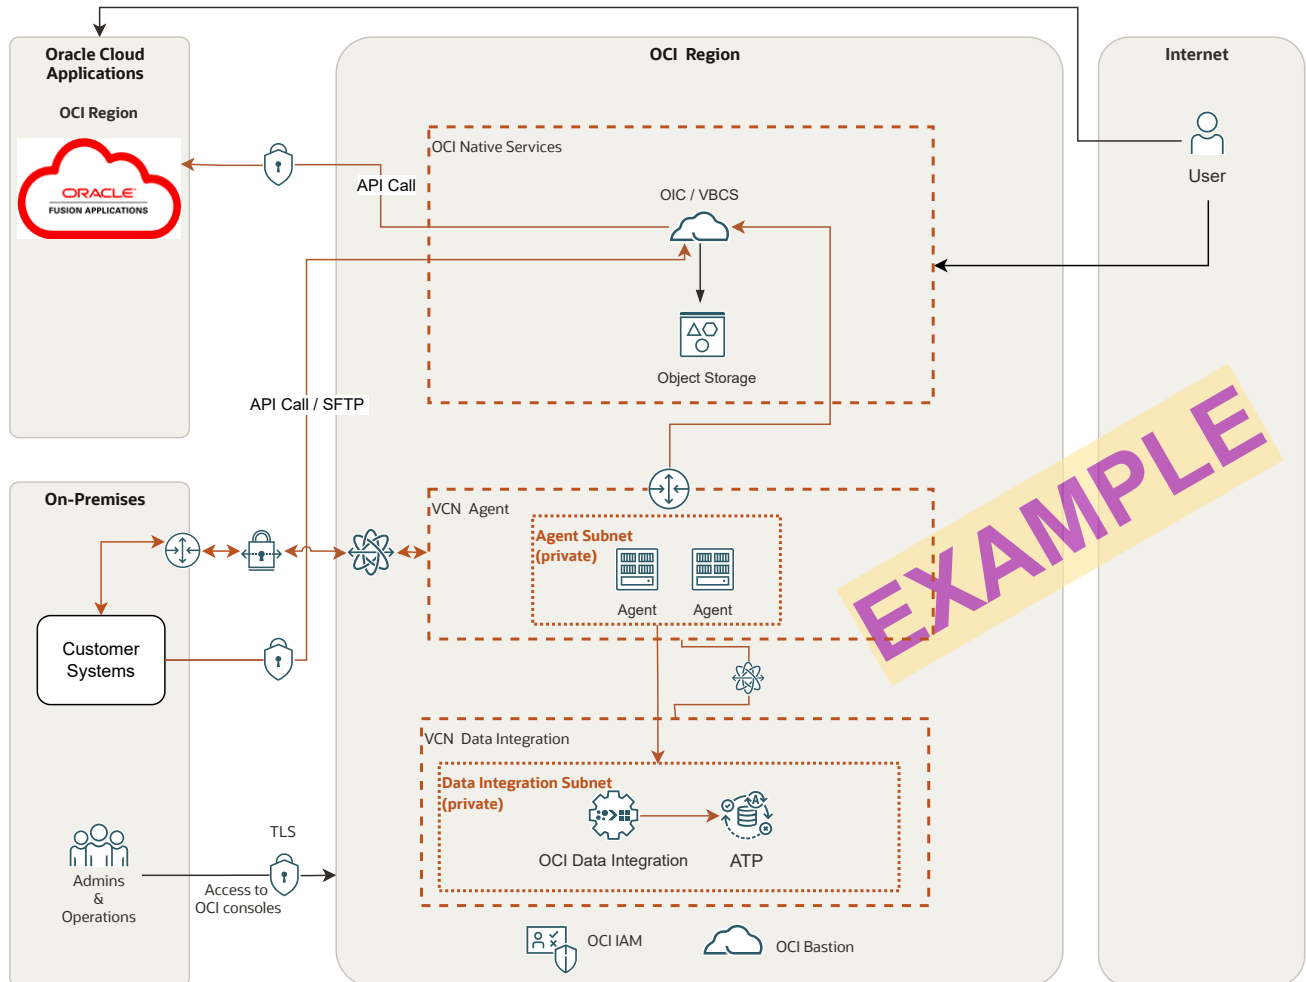 Oracle Cloud
Applications
OCI Region
ORACLE
FUSION APPLICATIONS
OCI Region
Internet
OCI Native Services
API Call
OIC / VBCS
User
Object Storage
API Call / SFTP
EXAMPLE
On-Premises
VCN Agent
Agent Subnet
(private)
Agent
Agent
Customer
Systems
VCN Data Integration
Data Integration Subnet
(private)
A
OCI Data Integration
ATP
TLS
Admins
&
Operations
Access to
OCI consoles
OCI IAM
OCI Bastion